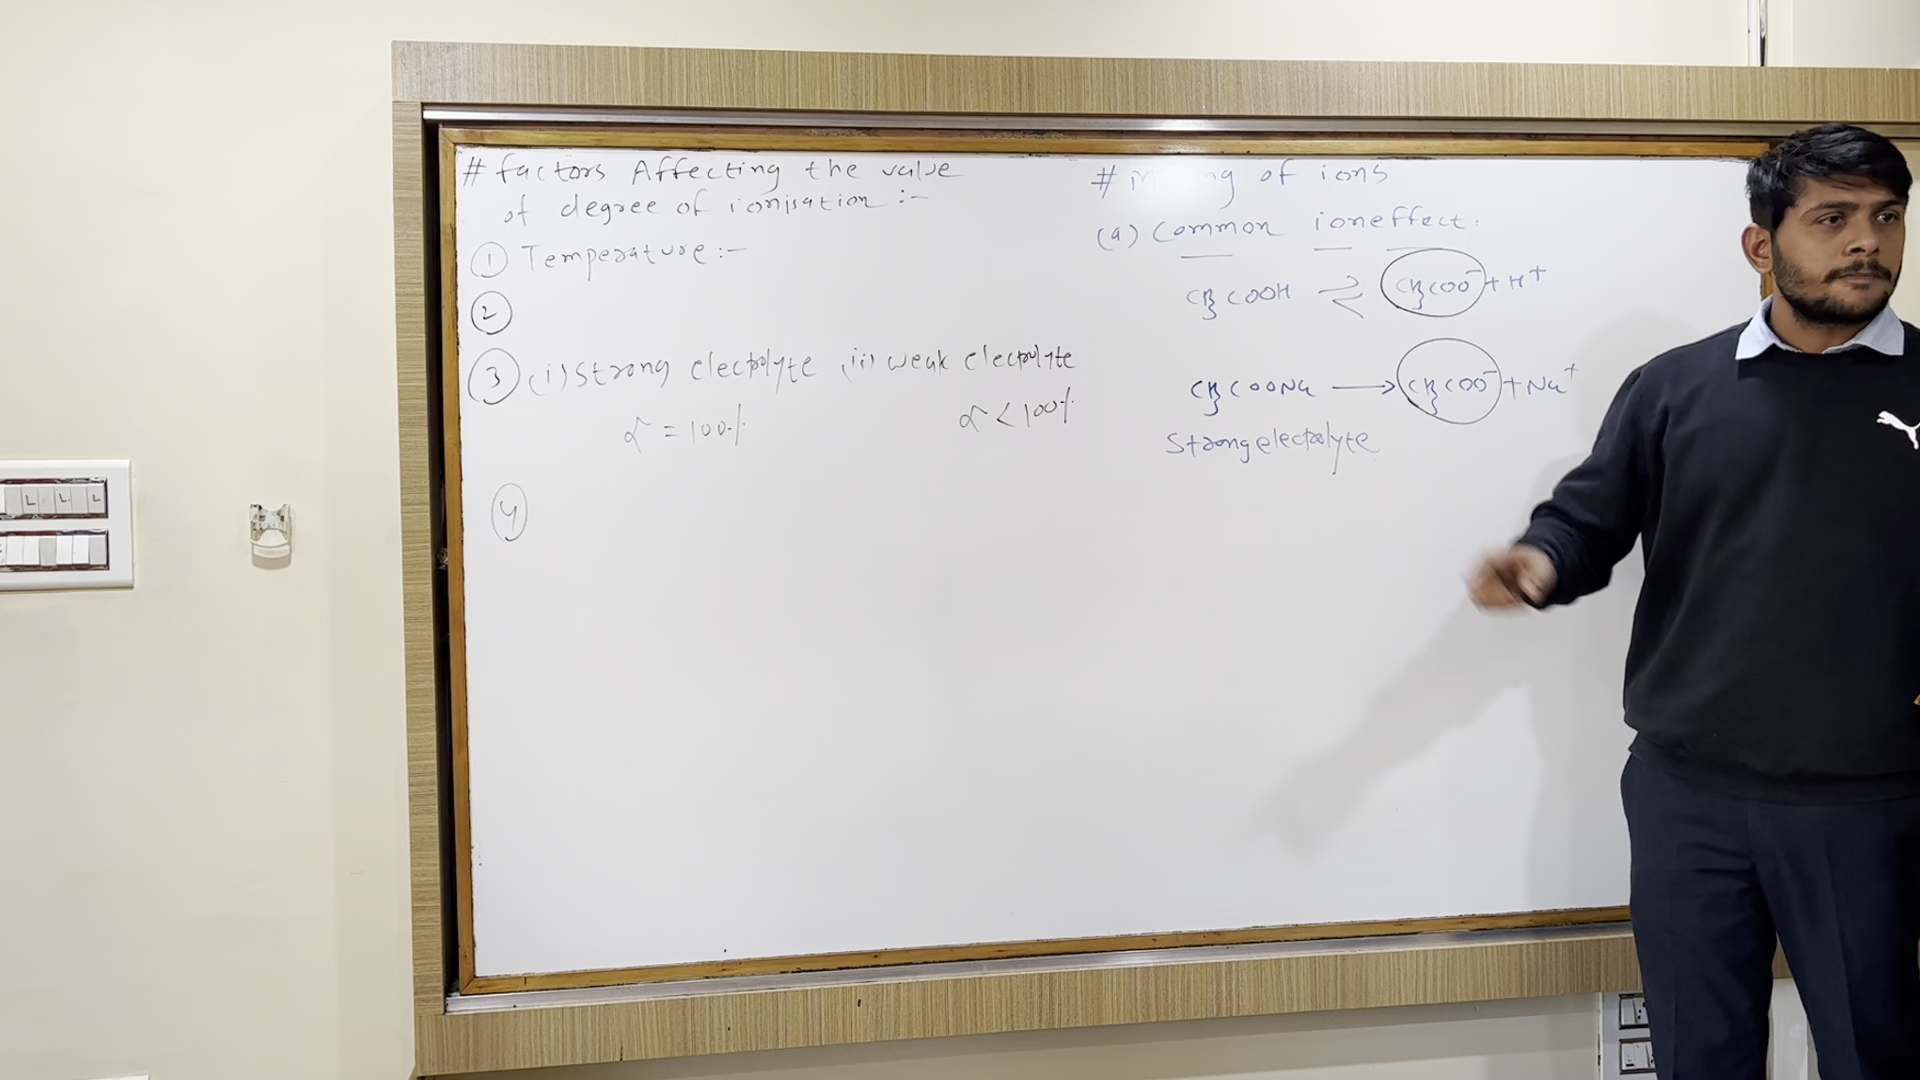 # factors Affecting the value
of degree of ionisation :-
① Temperature :-
②
③ (i) Strong electrolyte , (ii) weak electrolyte
α = 100% α < 100%
④
# of ions
(a) Common ion effect.
CH3COOH ⇌ CH3COO⁻ + H⁺
CH3COONa ⟶ CH3COO⁻ + Na⁺
Strong electrolyte
L L L